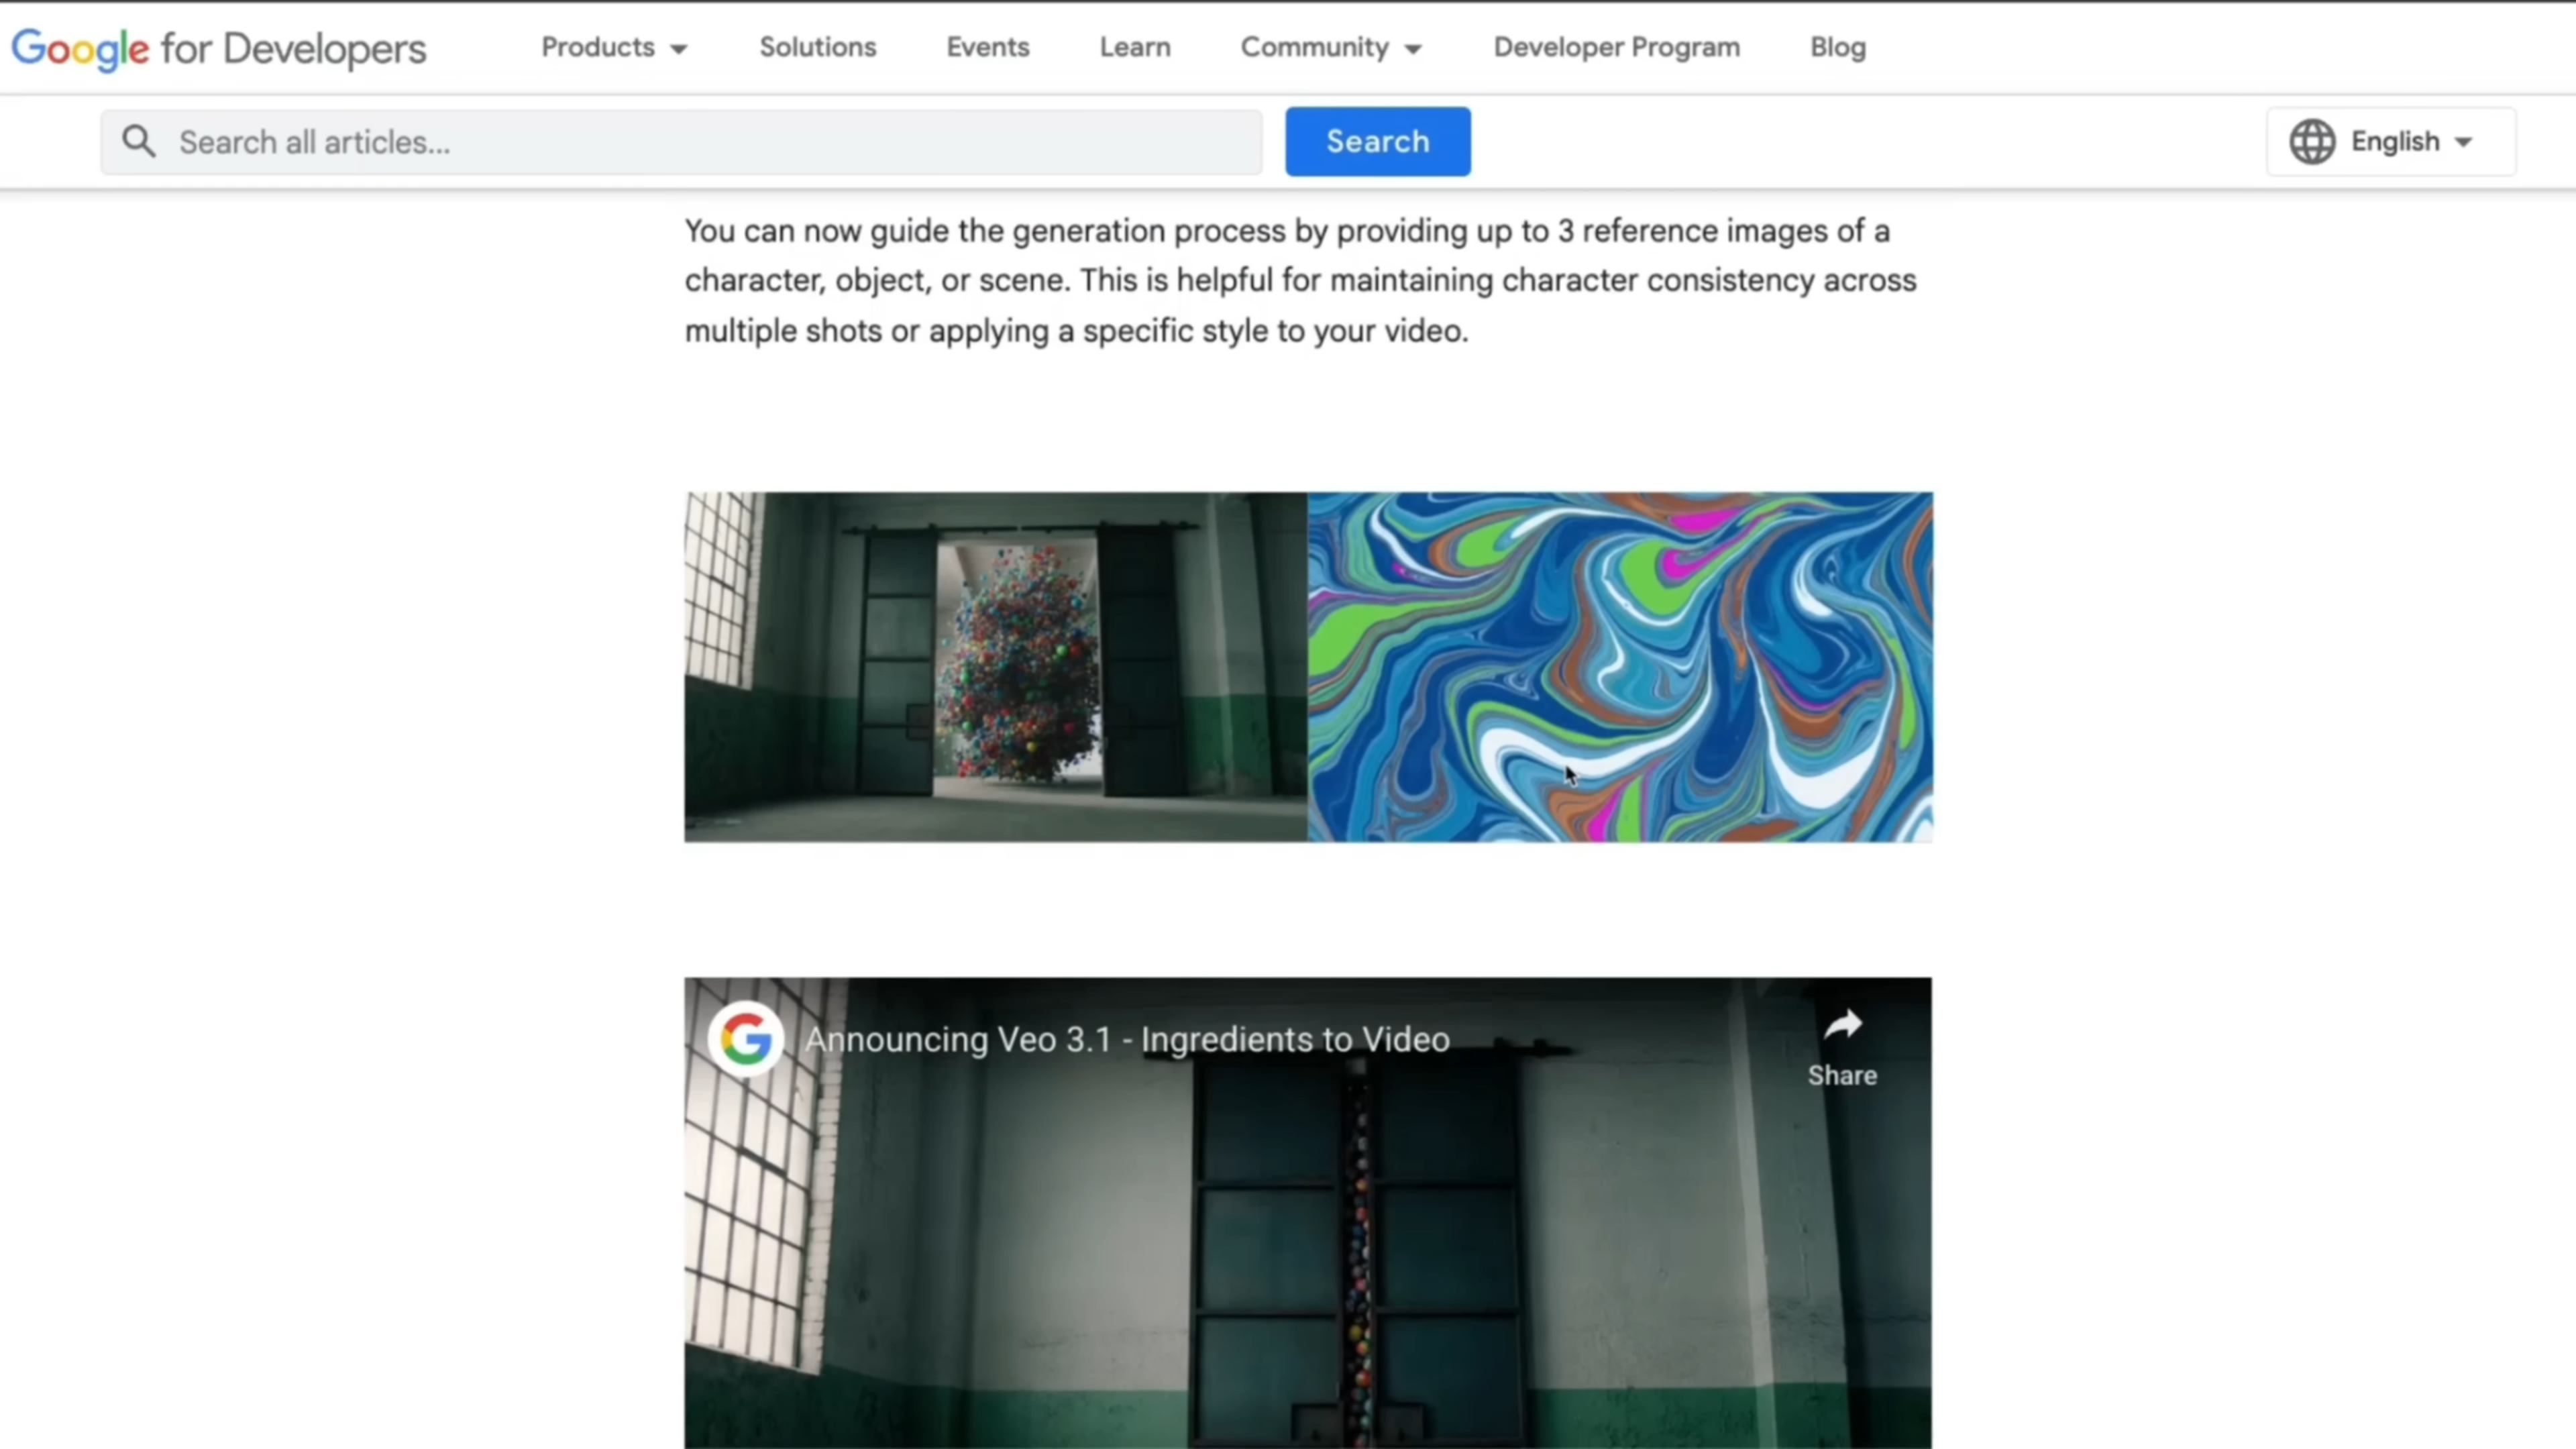 Google for Developers
Products
Solutions
Events
Learn
Community
Developer Program
Blog
Search all articles...
Search
English
You can now guide the generation process by providing up to 3 reference images of a
character, object, or scene. This is helpful for maintaining character consistency across
multiple shots or applying a specific style to your video.
Announcing Veo 3.1 - Ingredients to Video
Share